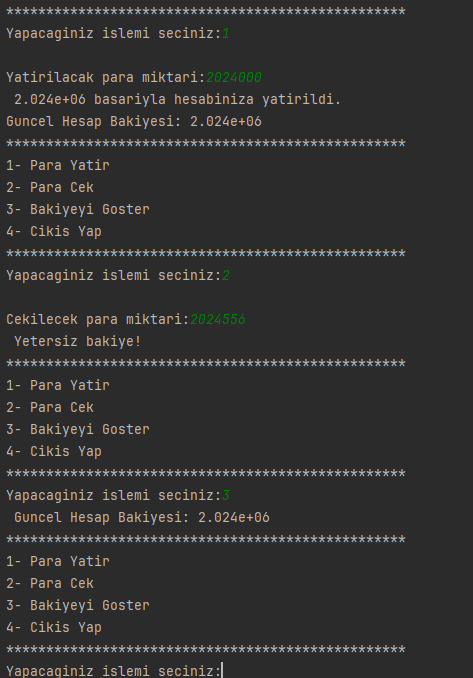 **************************************************
Yapacaginiz islemi seciniz:1
Yatirilacak para miktari:2024000
2.024e+06 basariyla hesabiniza yatirildi.
Guncel Hesap Bakiyesi: 2.024e+06
**************************************************
1- Para Yatir
2- Para Cek
3- Bakiyeyi Goster
4- Cikis Yap
**************************************************
Yapacaginiz islemi seciniz:2
Cekilecek para miktari:2024556
Yetersiz bakiye!
**************************************************
1- Para Yatir
2- Para Cek
3- Bakiyeyi Goster
4- Cikis Yap
**************************************************
Yapacaginiz islemi seciniz:3
Guncel Hesap Bakiyesi: 2.024e+06
**************************************************
1- Para Yatir
2- Para Cek
3- Bakiyeyi Goster
4- Cikis Yap
**************************************************
Yapacaginiz islemi seciniz: